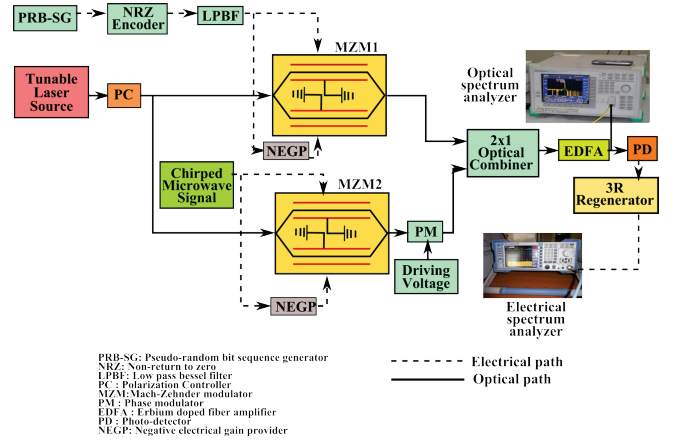 PRB-SG
NRZ
Encoder
LPBF
MZM1
Tunable
Laser
Source
PC
NEGP
Optical
spectrum
analyzer
2x1
Optical
Combiner
EDFA
PD
3R
Regenerator
Chirped
Microwave
Signal
MZM2
PM
Driving
Voltage
NEGP
Electrical
spectrum
analyzer
PRB-SG: Pseudo-random bit sequence generator
NRZ: Non-return to zero
LPBF: Low pass bessel filter
PC : Polarization Controller
MZM:Mach-Zehnder modulator
PM : Phase modulator
EDFA : Erbium doped fiber amplifier
PD : Photo-detector
NEGP: Negative electrical gain provider
Electrical path
Optical path